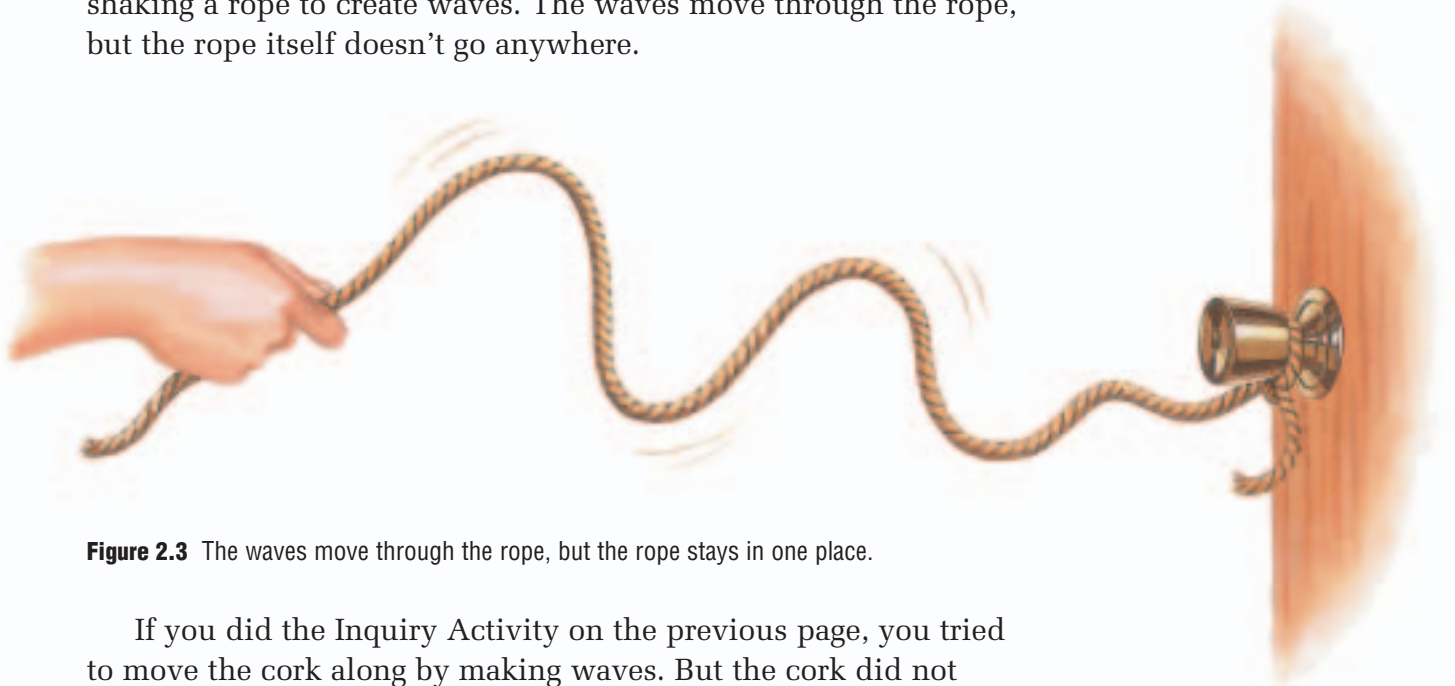 shaking a rope to create waves. The waves move through the rope,
but the rope itself doesn’t go anywhere.
Figure 2.3 The waves move through the rope, but the rope stays in one place.
If you did the Inquiry Activity on the previous page, you tried
to move the cork along by making waves. But the cork did not